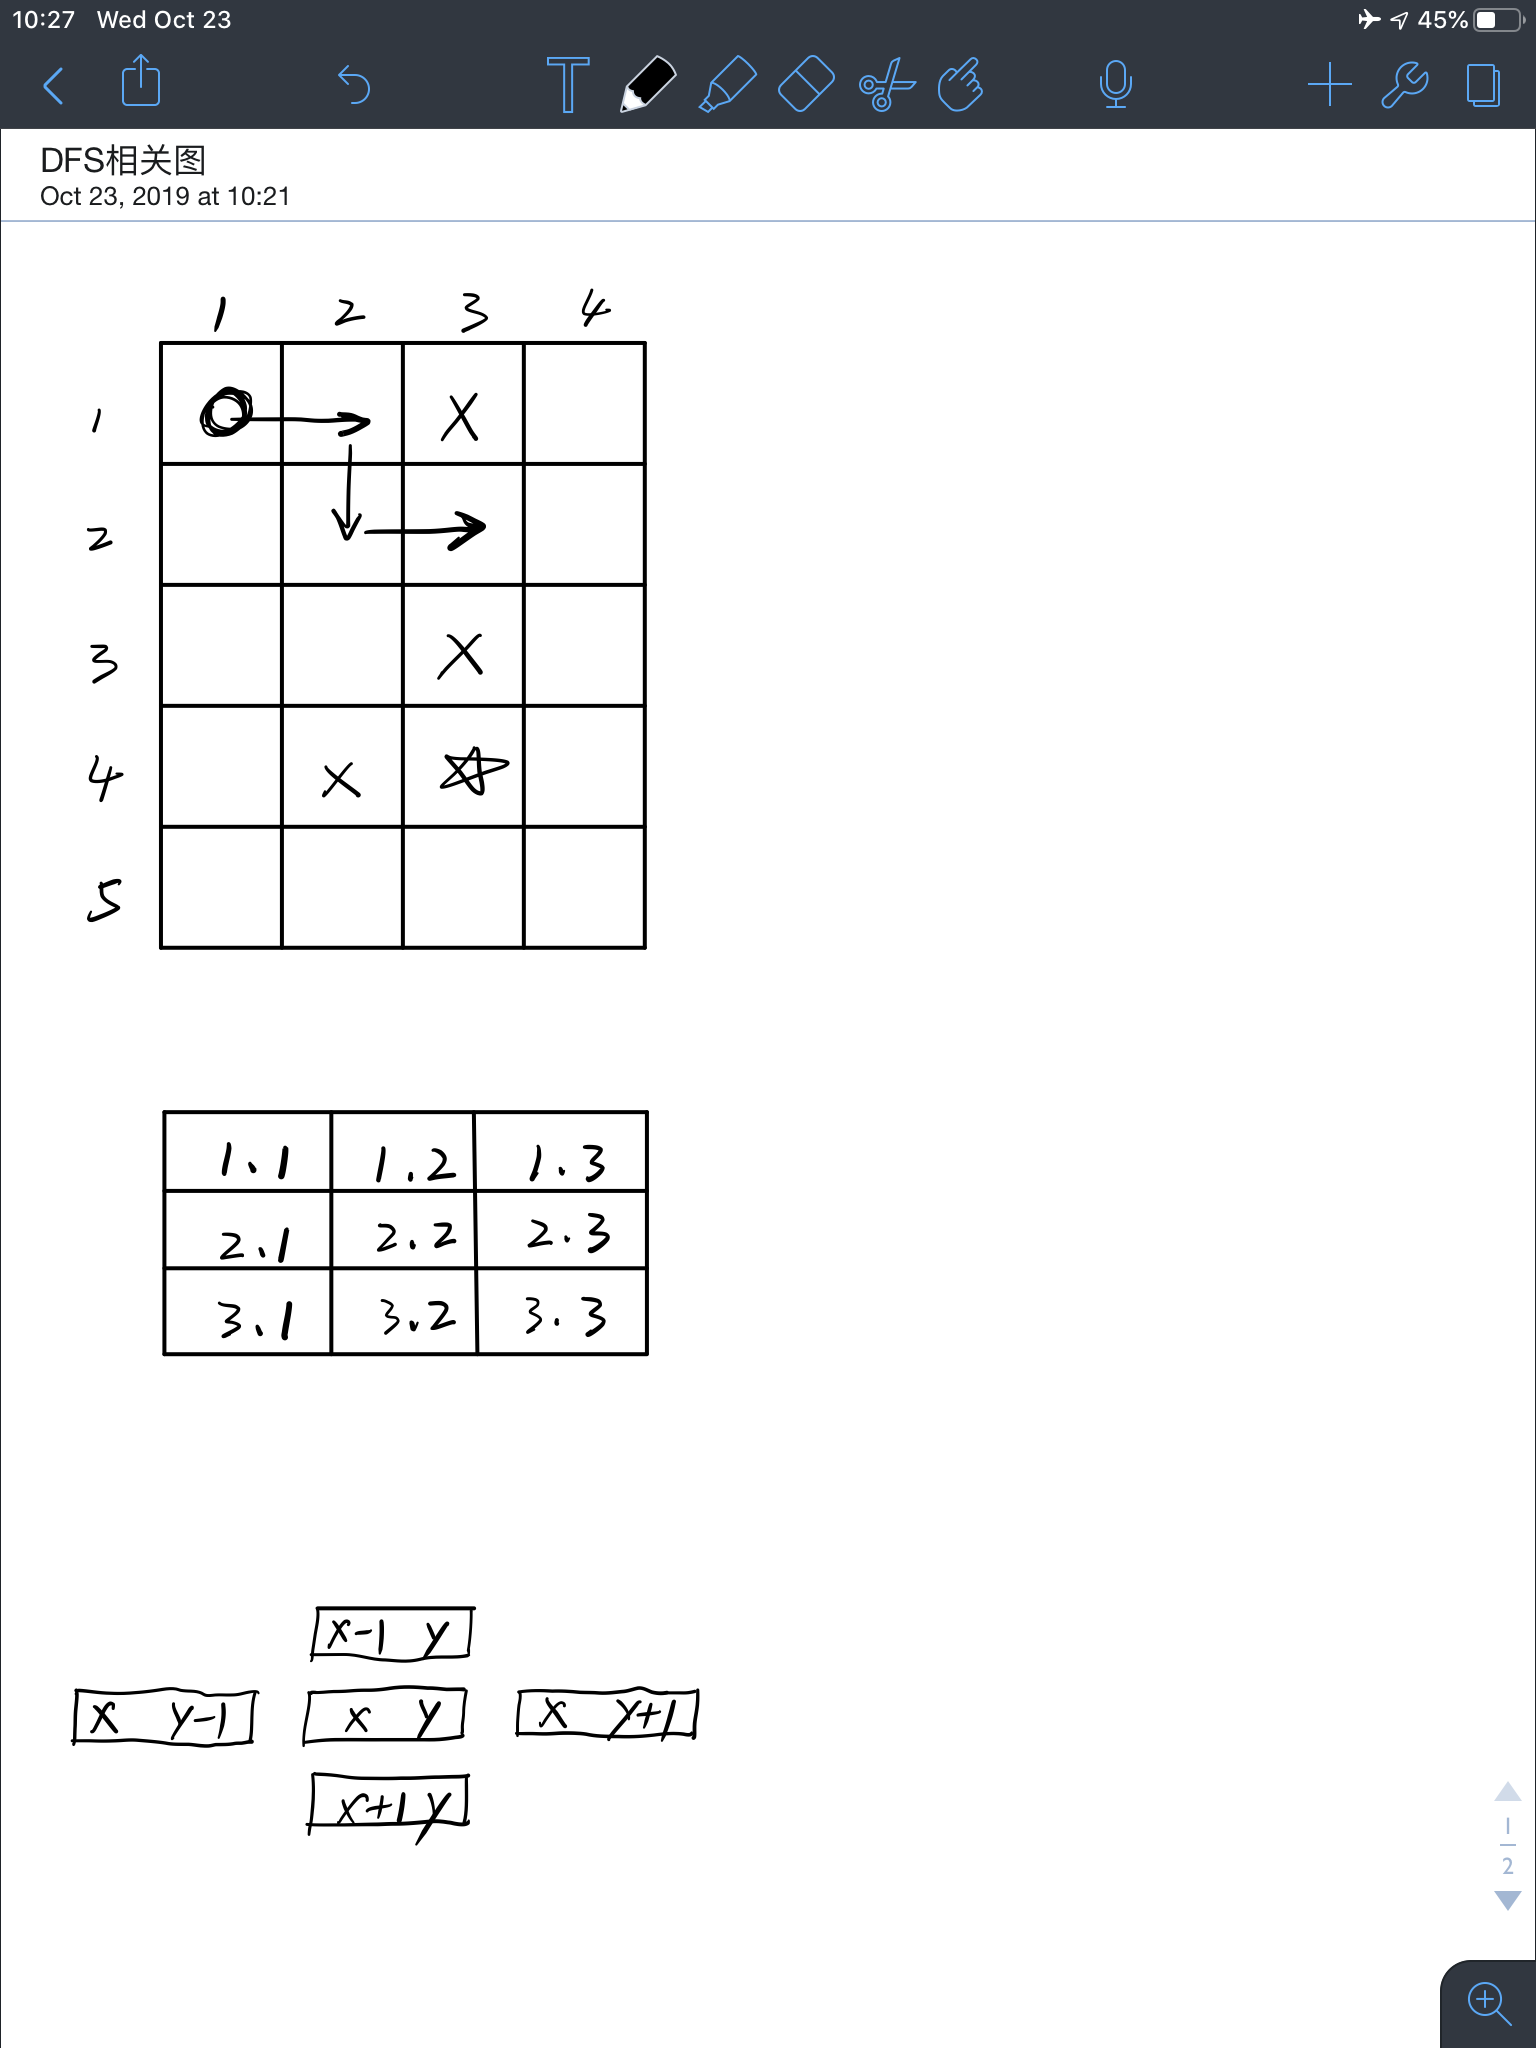 10:27 Wed Oct 23 45%
T
DFS相关图
Oct 23, 2019 at 10:21
1 2 3 4
1 X
2
3 X
4 X
5
1.1 1.2 1.3
2.1 2.2 2.3
3.1 3.2 3.3
x-1 y
x y-1 x y x y+1
x+1 y
1
2